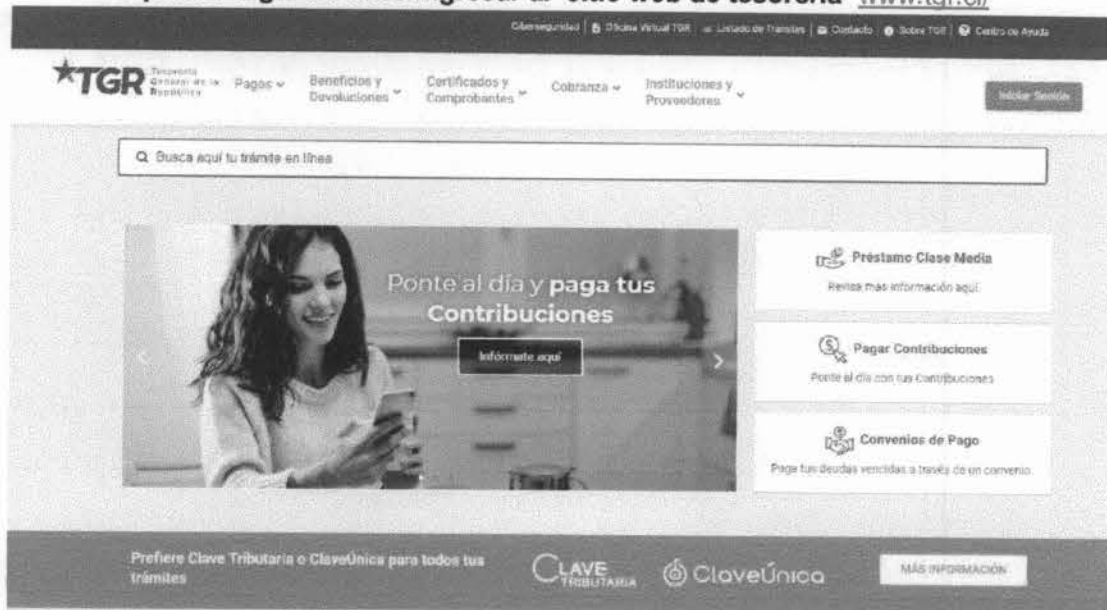 web de tesorería www.tgr.cl/
Ciberseguridad | Oficina Virtual TGR | Listado de Trámites | Contacto | Sobre TGR | Centro de Ayuda
TGR Tesorería General de la República
Pagos
Beneficios y Devoluciones
Certificados y Comprobantes
Cobranza
Instituciones y Proveedores
Iniciar Sesión
Busca aquí tu trámite en línea
Ponte al día y paga tus
Contribuciones
Infórmate aquí
Préstamo Clase Media
Revisa más información aquí
Pagar Contribuciones
Ponte al día con tus Contribuciones
Convenios de Pago
Paga tus deudas vencidas a través de un convenio
Prefiere Clave Tributaria o ClaveÚnica para todos tus
trámites
CLAVE
TRIBUTARIA
ClaveÚnica
MÁS INFORMACIÓN